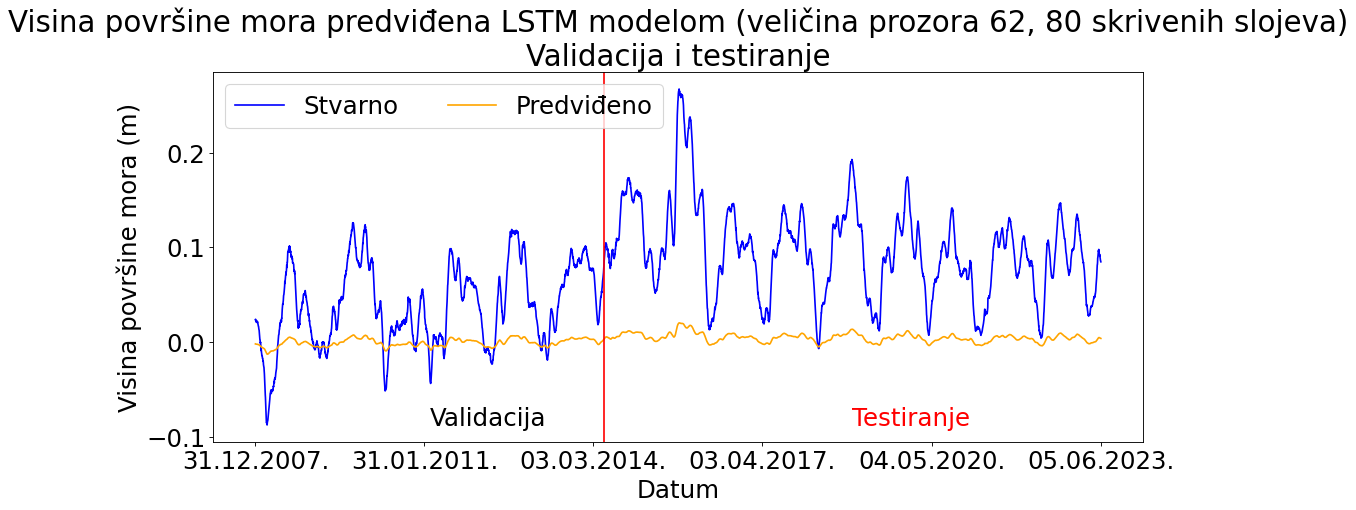 Visina površine mora predviđena LSTM modelom (veličina prozora 62, 80 skrivenih slojeva)
Validacija i testiranje
Stvarno
Predviđeno
Visina površine mora (m)
0.2
0.1
0.0
−0.1
Validacija
Testiranje
31.12.2007.
31.01.2011.
03.03.2014.
03.04.2017.
04.05.2020.
05.06.2023.
Datum